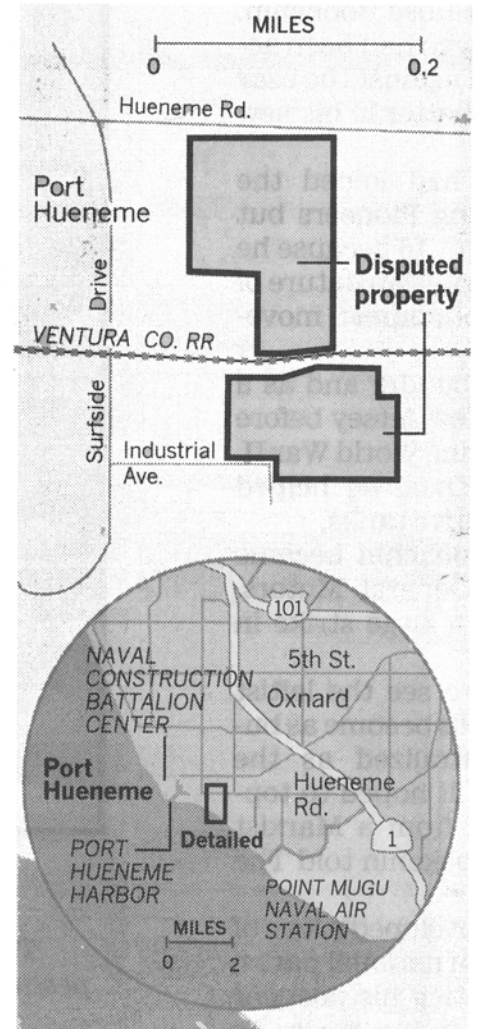 MILES
0 0,2
Hueneme Rd.
Port
Hueneme
Disputed
property
Drive
VENTURA CO. RR
Surfside
Industrial
Ave.
101
NAVAL
CONSTRUCTION
BATTALION
CENTER
5th St.
Oxnard
Port
Hueneme
Hueneme
Rd.
Detailed
1
PORT
HUENEME
HARBOR
POINT MUGU
NAVAL AIR
STATION
MILES
0 2